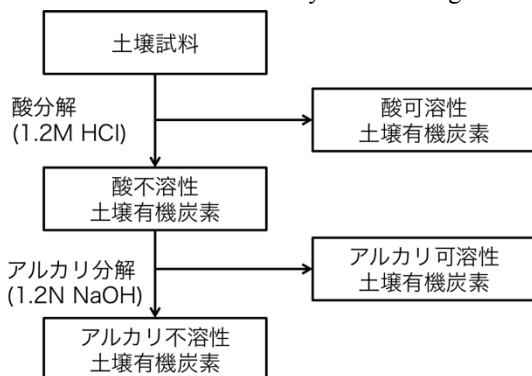 土壌試料
酸分解
(1.2M HCl)
酸可溶性
土壌有機炭素
酸不溶性
土壌有機炭素
アルカリ分解
(1.2N NaOH)
アルカリ可溶性
土壌有機炭素
アルカリ不溶性
土壌有機炭素